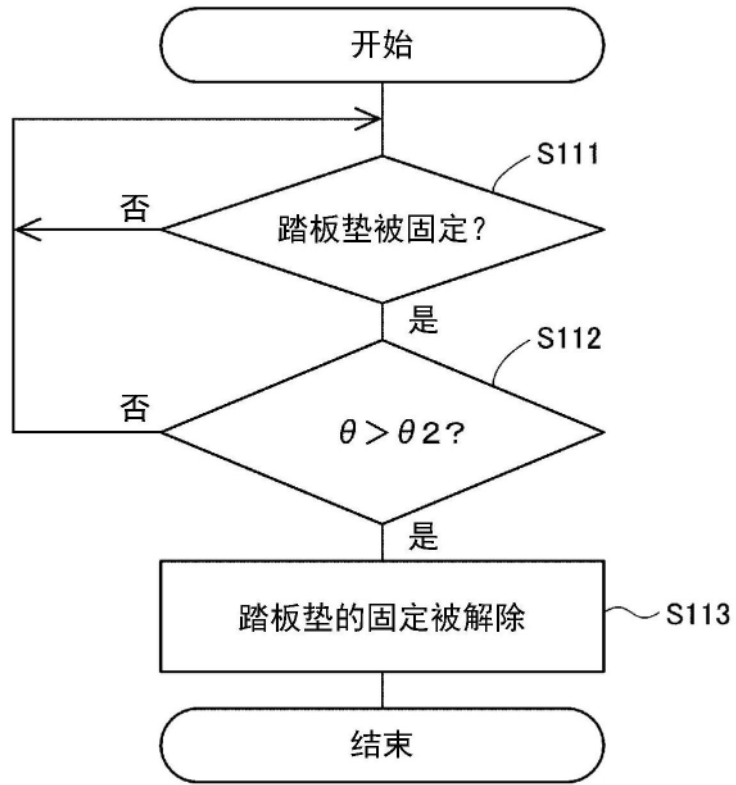 开始
S111
否
踏板垫被固定?
是
S112
否
θ＞θ2?
是
踏板垫的固定被解除
S113
结束